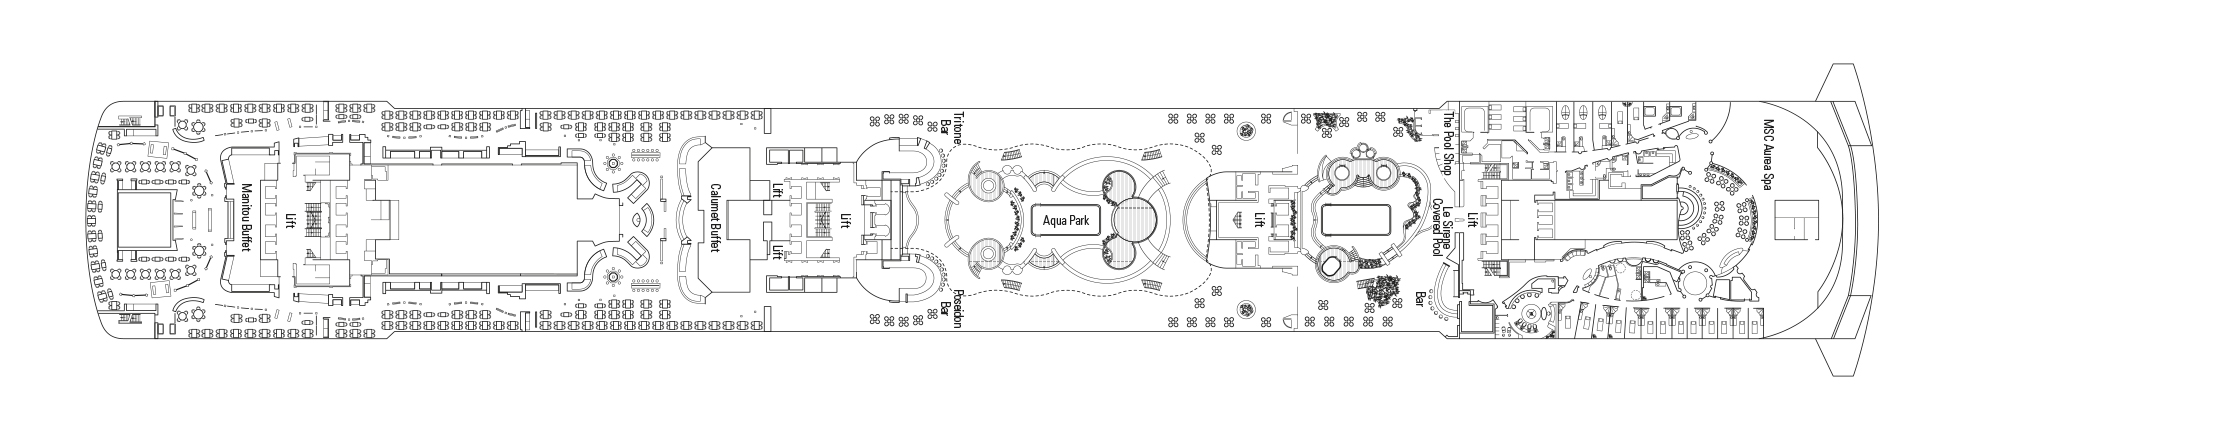 Manitou Buffet
Lift
Calumet Buffet
Lift
Lift
Lift
Tritone
Bar
Poseidon
Bar
Aqua Park
Lift
The Pool Shop
Le Sirene
Covered Pool
Bar
Lift
MSC Aurea Spa